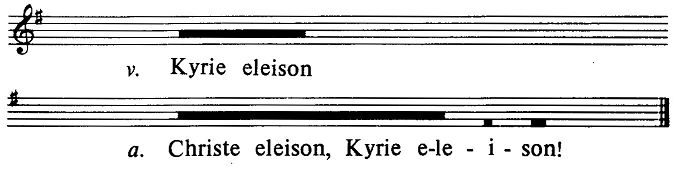 v. Kyrie eleison
a. Christe eleison, Kyrie e-le - i - son!